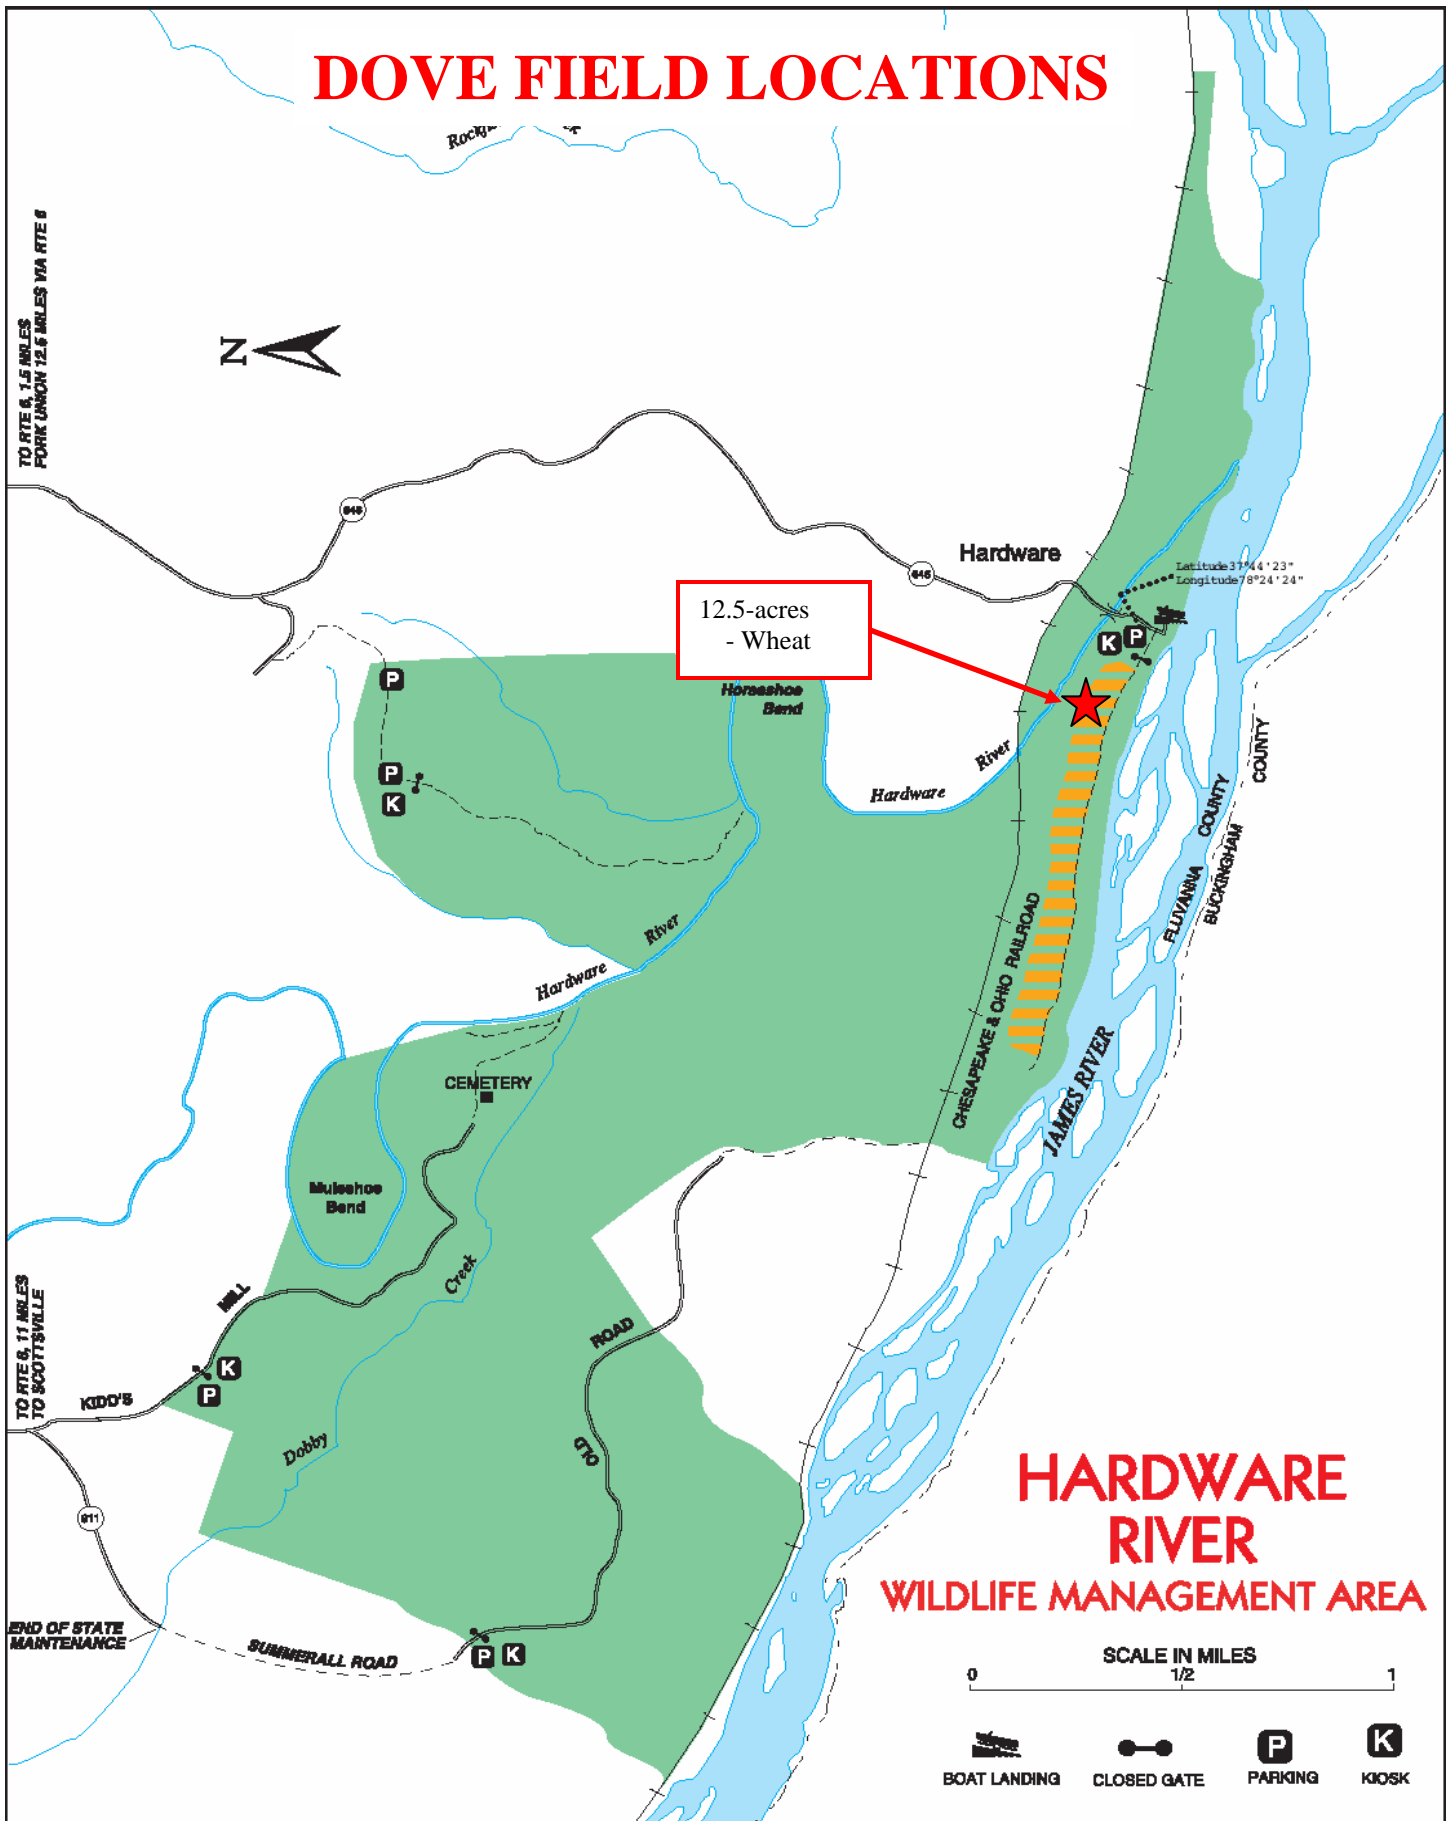 DOVE FIELD LOCATIONS
TO RTE 6, 1.5 MILES
FORK UNION 12.5 MILES VIA RTE 6
N
646
Hardware
646
Latitude37°44'23"
Longitude78°24'24"
12.5-acres
- Wheat
K P
P
Horseshoe
Bend
P
K
Hardware River
COUNTY
FLUVANNA COUNTY
BUCKINGHAM
Hardware River
CHESAPEAKE & OHIO RAILROAD
JAMES RIVER
CEMETERY
Muleshoe
Bend
Creek
TO RTE 6, 11 MILES
TO SCOTTSVILLE
MILL
ROAD
K
P
KIDD'S
Dobby
OLD
611
HARDWARE
RIVER
WILDLIFE MANAGEMENT AREA
END OF STATE
MAINTENANCE
SUMMERALL ROAD
P K
SCALE IN MILES
0 1/2 1
P K
BOAT LANDING CLOSED GATE PARKING KIOSK